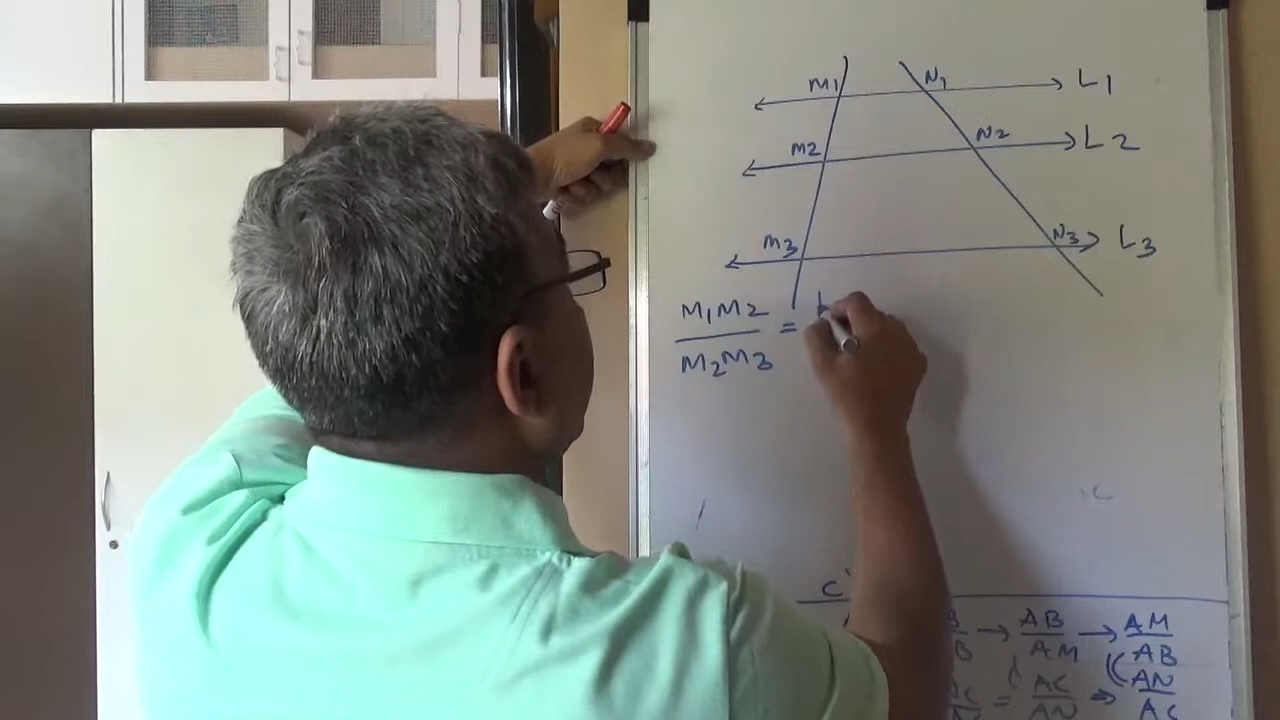 M1 N1 L1
M2 N2 L2
M3 N3 L3
M1M2
=
M2M3
C'
AB → AM
AM AB
AC = AC ⇒ AN
AN AC